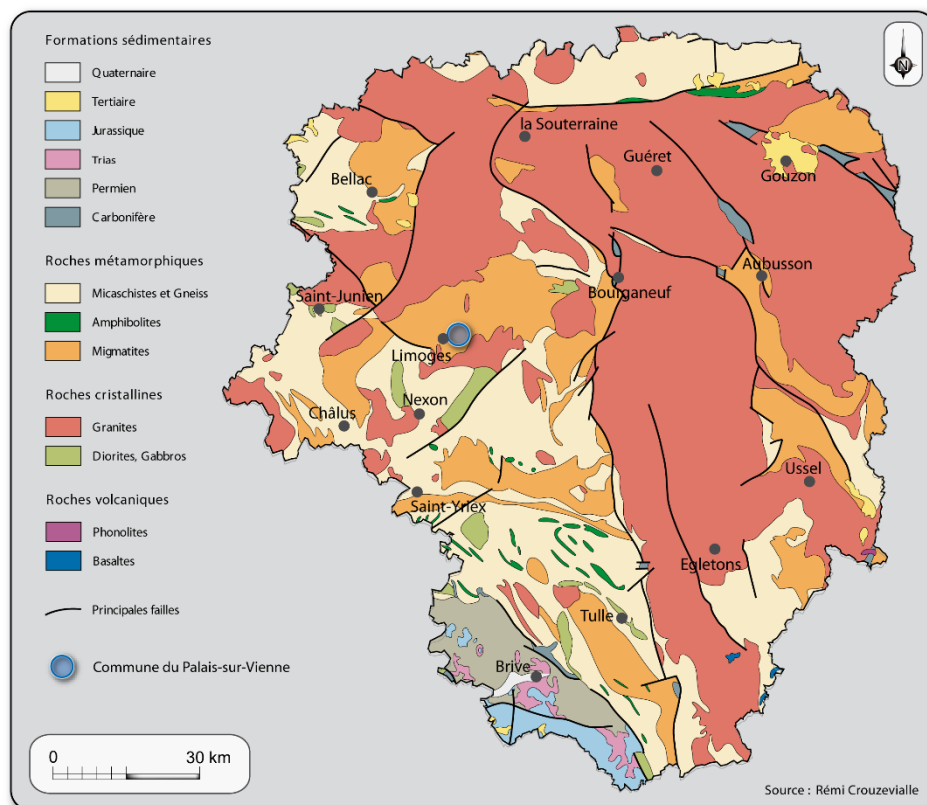 Formations sédimentaires
Quaternaire
Tertiaire
Jurassique
Trias
Permien
Carbonifère
Roches métamorphiques
Micaschistes et Gneiss
Amphibolites
Migmatites
Roches cristallines
Granites
Diorites, Gabbros
Roches volcaniques
Phonolites
Basaltes
Principales failles
Commune du Palais-sur-Vienne
0 30 km
N
la Souterraine
Guéret
Gouzon
Bellac
Aubusson
Bourganeuf
Saint-Junien
Limoges
Nexon
Châlus
Ussel
Saint-Yriex
Egletons
Tulle
Brive
Source : Rémi Crouzevialle